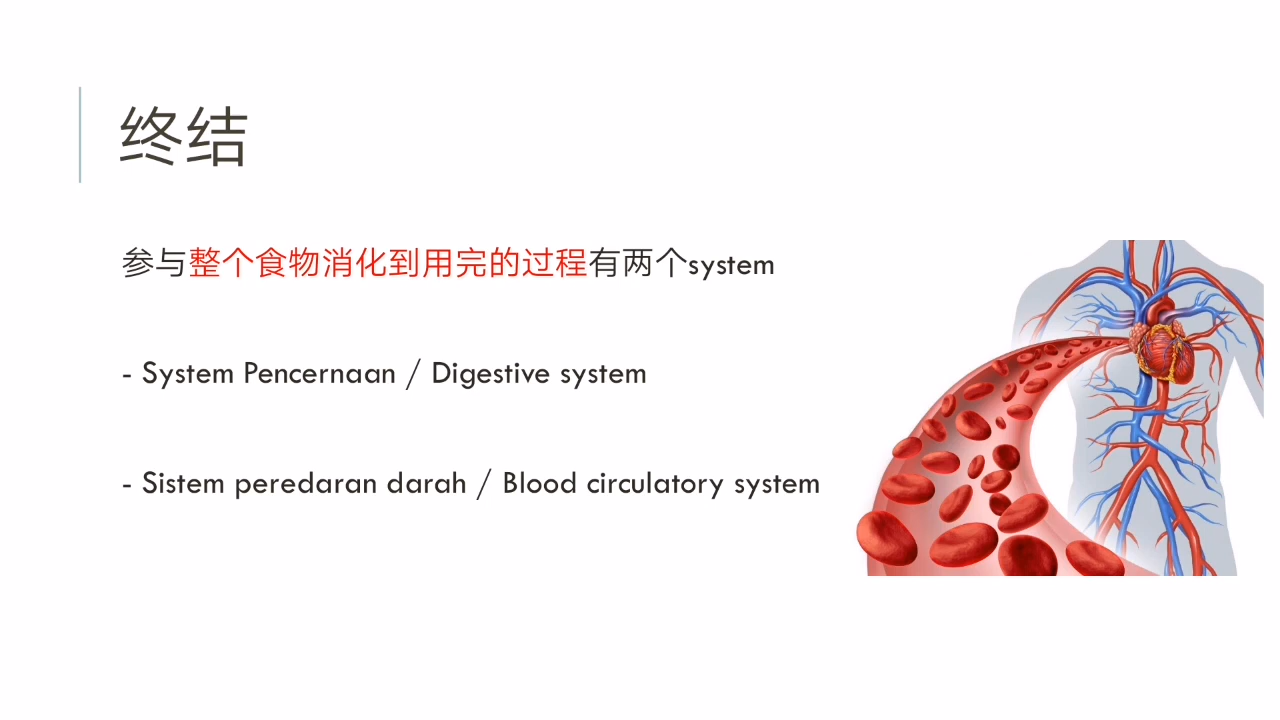 终结
参与整个食物消化到用完的过程有两个system
- System Pencernaan / Digestive system
- Sistem peredaran darah / Blood circulatory system